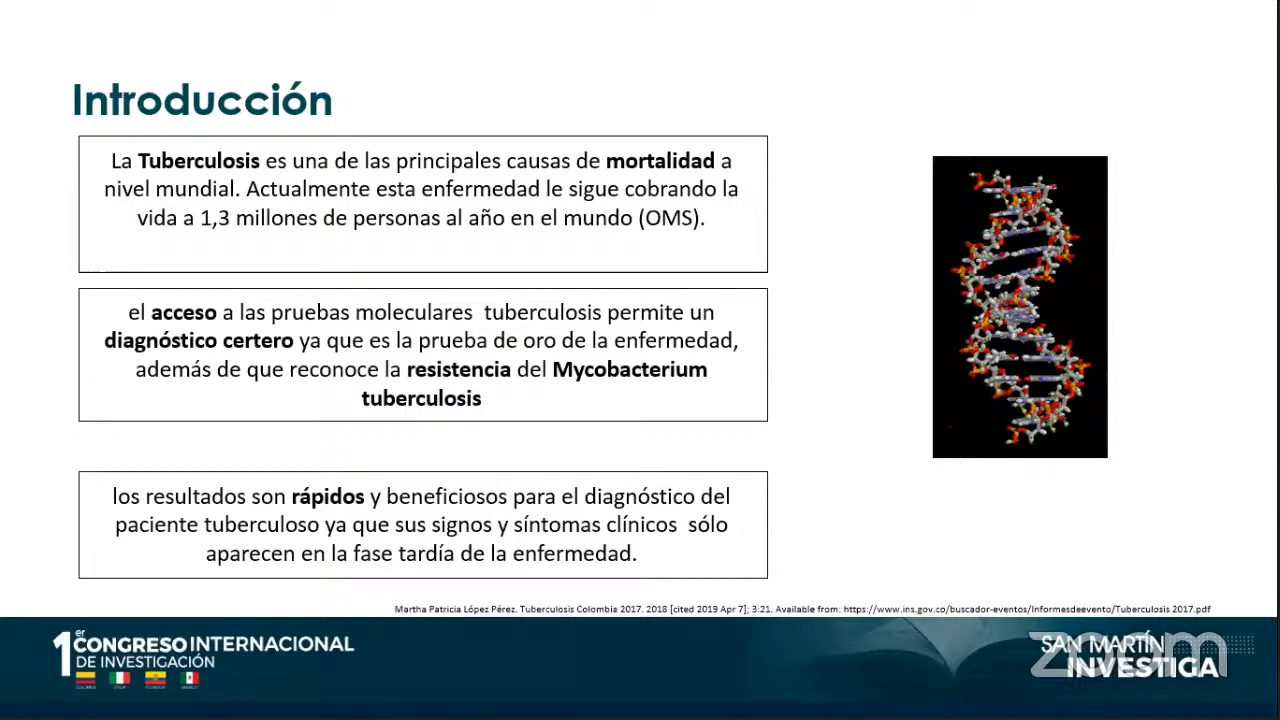 Introducción
La Tuberculosis es una de las principales causas de mortalidad a
nivel mundial. Actualmente esta enfermedad le sigue cobrando la
vida a 1,3 millones de personas al año en el mundo (OMS).
el acceso a las pruebas moleculares tuberculosis permite un
diagnóstico certero ya que es la prueba de oro de la enfermedad,
además de que reconoce la resistencia del Mycobacterium
tuberculosis
los resultados son rápidos y beneficiosos para el diagnóstico del
paciente tuberculoso ya que sus signos y síntomas clínicos sólo
aparecen en la fase tardía de la enfermedad.
Martha Patricia López Pérez. Tuberculosis Colombia 2017. 2018 [cited 2019 Apr 7]; 3:21. Available from: https://www.ins.gov.co/buscador-eventos/Informesdeevento/Tuberculosis 2017.pdf
1er CONGRESO INTERNACIONAL
DE INVESTIGACIÓN
SAN MARTÍN
INVESTIGA
zoom